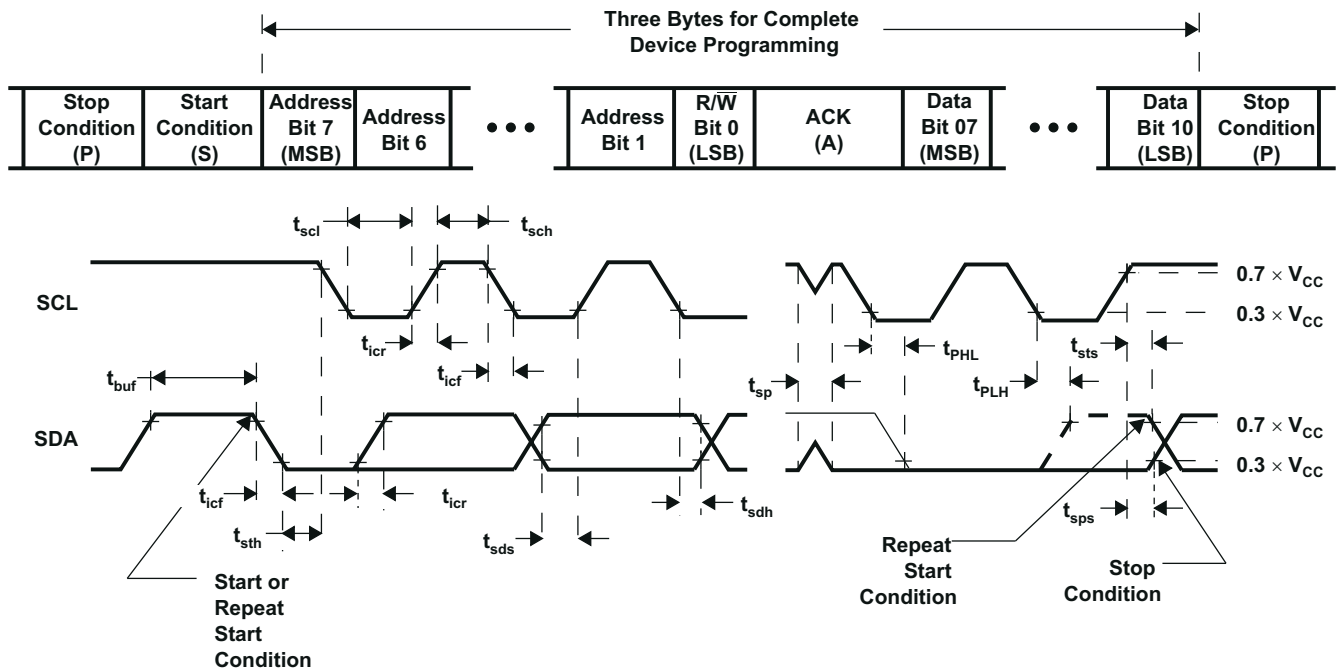 Three Bytes for Complete
Device Programming
Stop
Condition
(P)
Start
Condition
(S)
Address
Bit 7
(MSB)
Address
Bit 6
•••
Address
Bit 1
R/W̅
Bit 0
(LSB)
ACK
(A)
Data
Bit 07
(MSB)
•••
Data
Bit 10
(LSB)
Stop
Condition
(P)
tscl
tsch
SCL
0.7 × VCC
0.3 × VCC
ticr
tPHL
tsts
tbuf
ticf
tsp
tPLH
SDA
0.7 × VCC
0.3 × VCC
ticf
ticr
tsdh
tsps
tsth
tsds
Repeat
Start
Condition
Stop
Condition
Start or
Repeat
Start
Condition